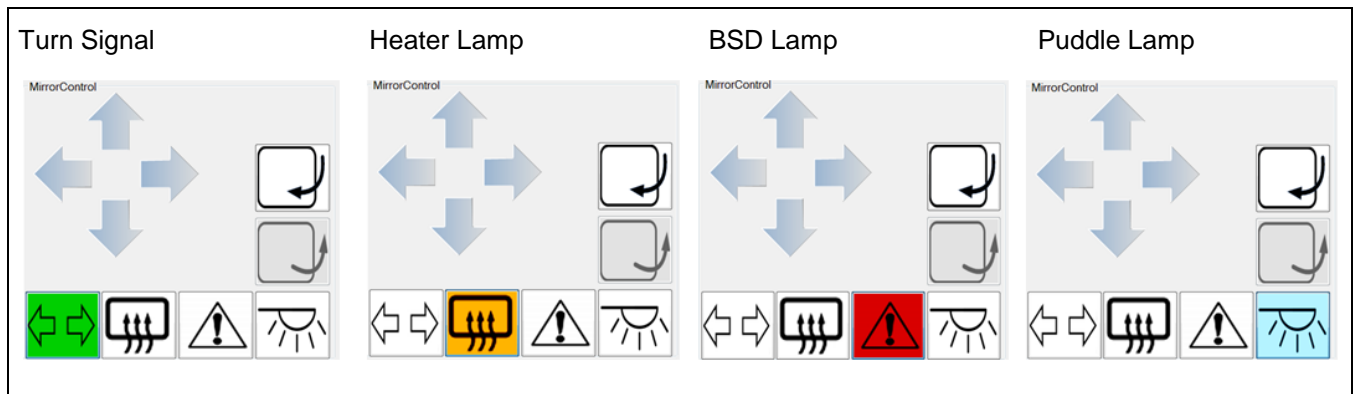 Turn Signal
Heater Lamp
BSD Lamp
Puddle Lamp
MirrorControl
MirrorControl
MirrorControl
MirrorControl